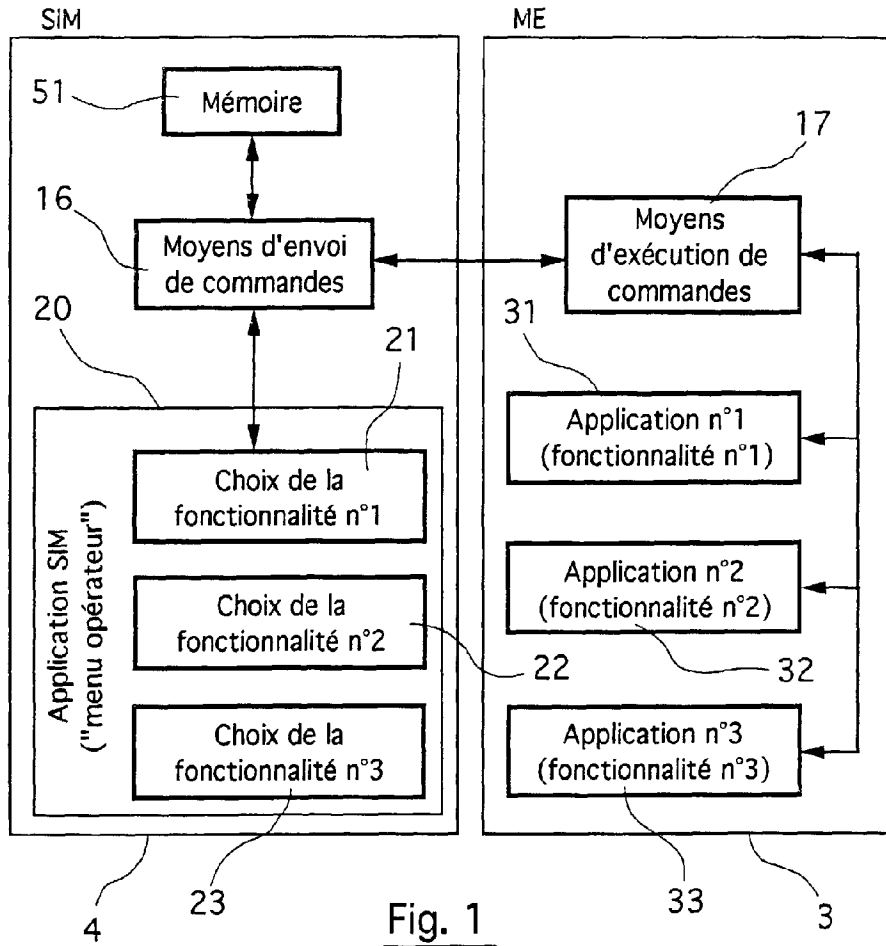 SIM
ME
51
Mémoire
17
16
Moyens d'envoi
de commandes
Moyens
d'exécution de
commandes
20
21
31
Choix de la
fonctionnalité n°1
Application n°1
(fonctionnalité n°1)
Application SIM
("menu opérateur")
Choix de la
fonctionnalité n°2
22
Application n°2
(fonctionnalité n°2)
32
Choix de la
fonctionnalité n°3
Application n°3
(fonctionnalité n°3)
4
23
33
3
Fig. 1